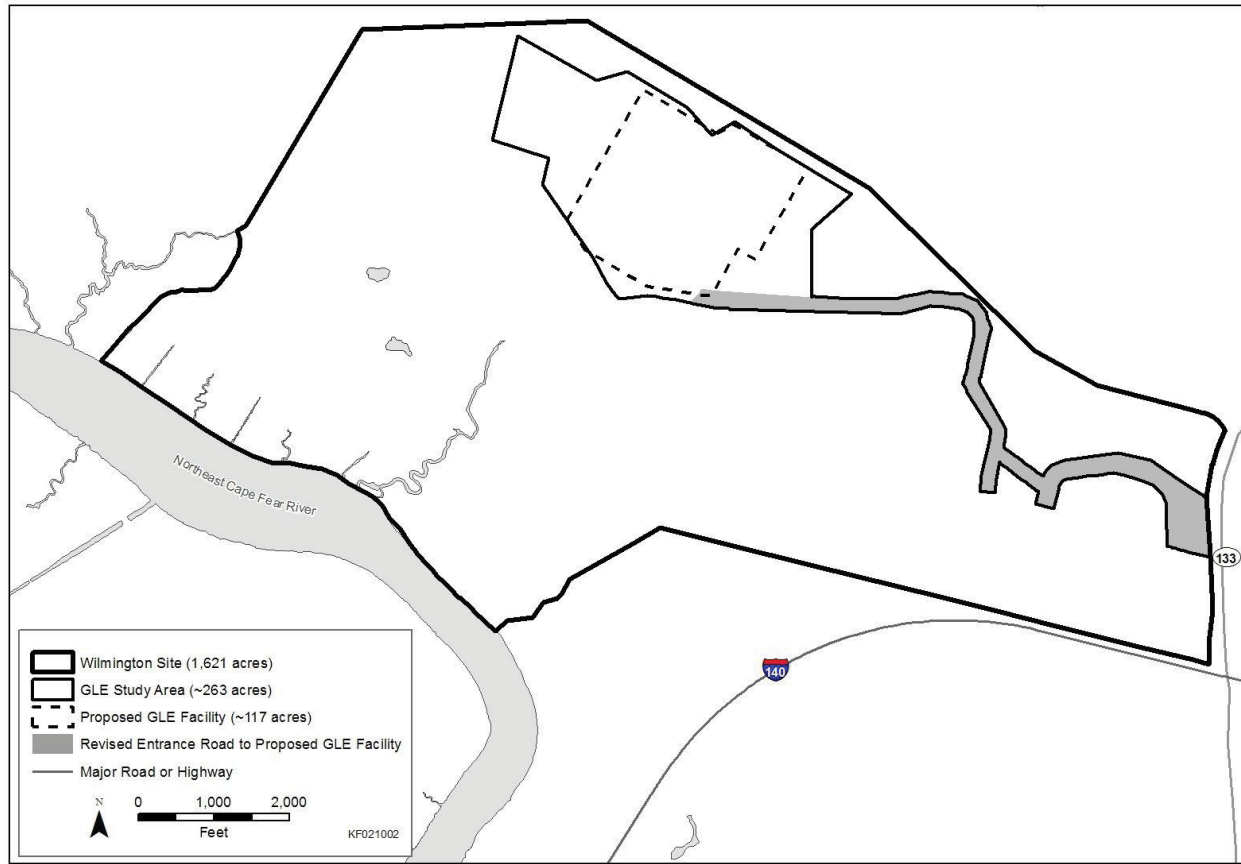 Northeast Cape Fear River
133
140
Wilmington Site (1,621 acres)
GLE Study Area (~263 acres)
Proposed GLE Facility (~117 acres)
Revised Entrance Road to Proposed GLE Facility
Major Road or Highway
N
0 1,000 2,000
Feet
KF021002